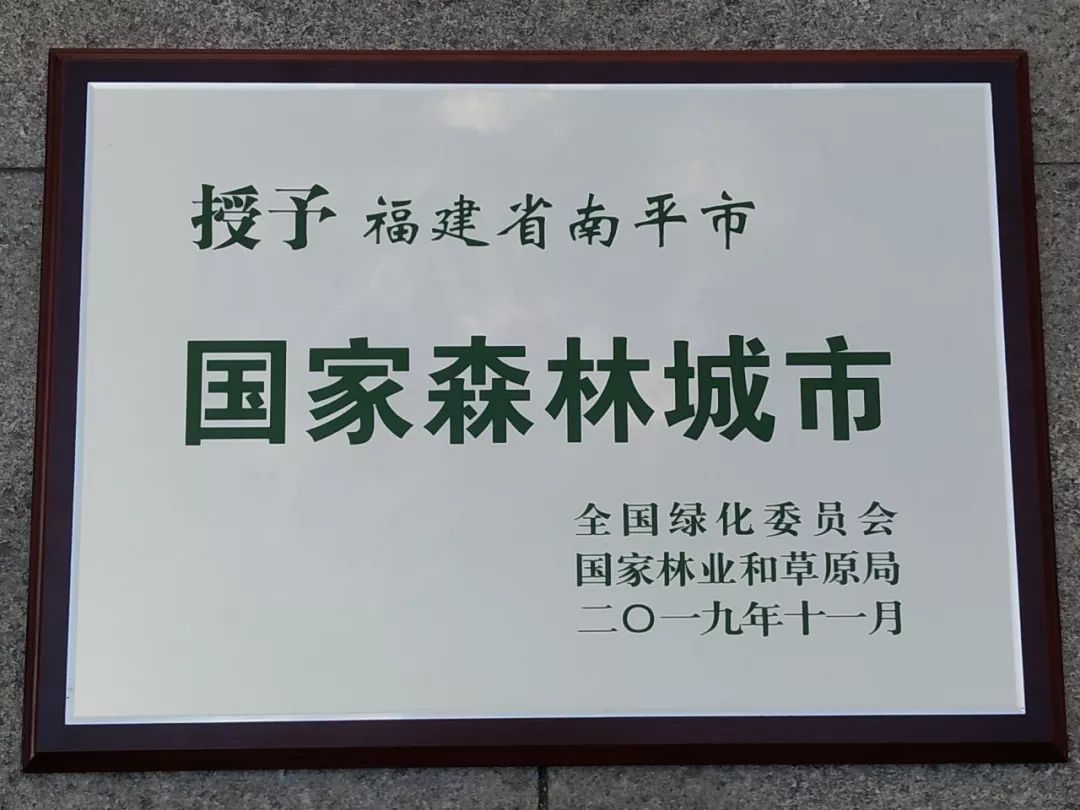 授予 福建省南平市
国家森林城市
全国绿化委员会
国家林业和草原局
二〇一九年十一月